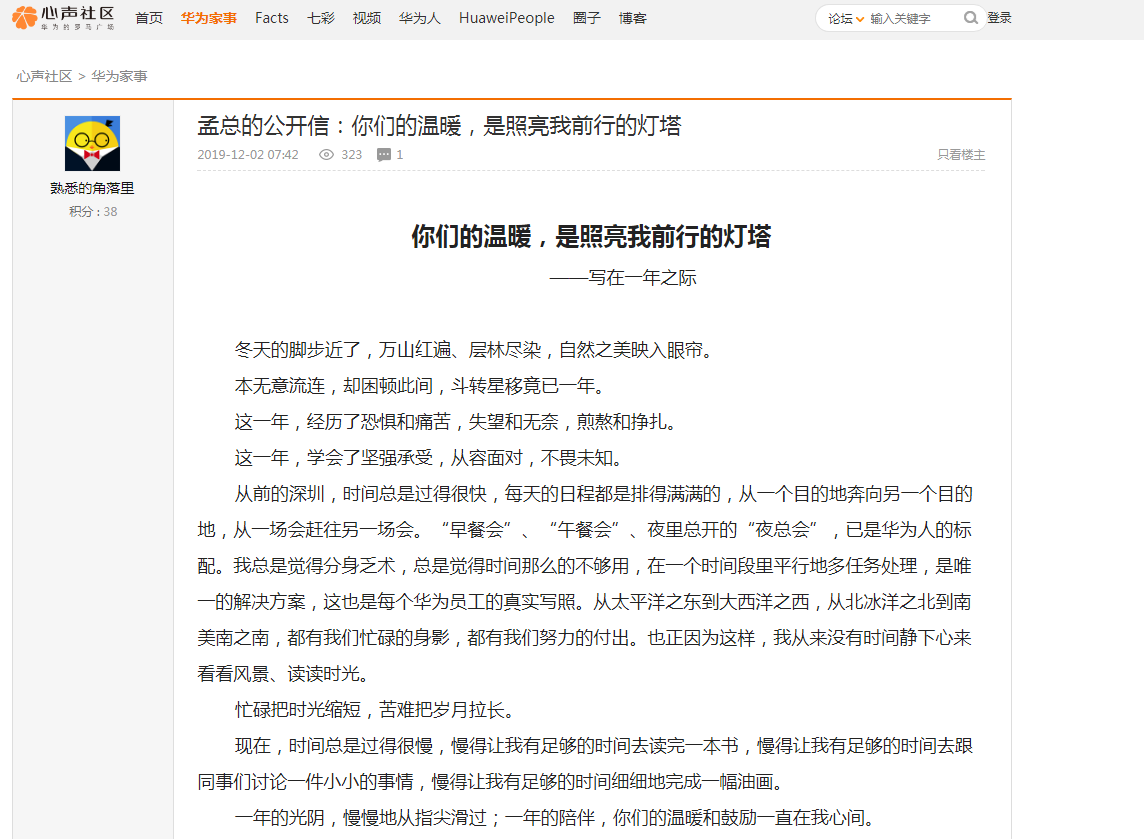 心声社区 首页 华为家事 Facts 七彩 视频 华为人 HuaweiPeople 圈子 博客 论坛 输入关键字 登录
华为的罗马广场
心声社区 > 华为家事
熟悉的角落里
积分：38
孟总的公开信：你们的温暖，是照亮我前行的灯塔
2019-12-02 07:42 323 1 只看楼主
你们的温暖，是照亮我前行的灯塔
——写在一年之际
冬天的脚步近了，万山红遍、层林尽染，自然之美映入眼帘。
本无意流连，却困顿此间，斗转星移竟已一年。
这一年，经历了恐惧和痛苦，失望和无奈，煎熬和挣扎。
这一年，学会了坚强承受，从容面对，不畏未知。
从前的深圳，时间总是过得很快，每天的日程都是排得满满的，从一个目的地奔向另一个目的
地，从一场会赶往另一场会。“早餐会”、“午餐会”、夜里总开的“夜总会”，已是华为人的标
配。我总是觉得分身乏术，总是觉得时间那么的不够用，在一个时间段里平行地多任务处理，是唯
一的解决方案，这也是每个华为员工的真实写照。从太平洋之东到大西洋之西，从北冰洋之北到南
美南之南，都有我们忙碌的身影，都有我们努力的付出。也正因为这样，我从来没有时间静下心来
看看风景、读读时光。
忙碌把时光缩短，苦难把岁月拉长。
现在，时间总是过得很慢，慢得让我有足够的时间去读完一本书，慢得让我有足够的时间去跟
同事们讨论一件小小的事情，慢得让我有足够的时间细细地完成一幅油画。
一年的光阴，慢慢地从指尖滑过；一年的陪伴，你们的温暖和鼓励一直在我心间。